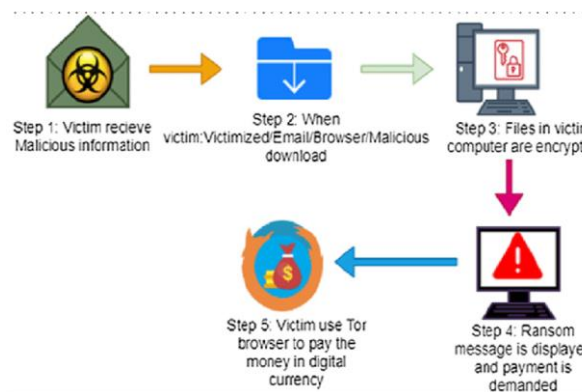 Step 1: Victim recieve
Malicious information
Step 2: When
victim:Victimized/Email/Browser/Malicious
download
Step 3: Files in victi
computer are encrypt
Step 5: Victim use Tor
browser to pay the
money in digital
currency
Step 4: Ransom
message is displaye
and payment is
demanded